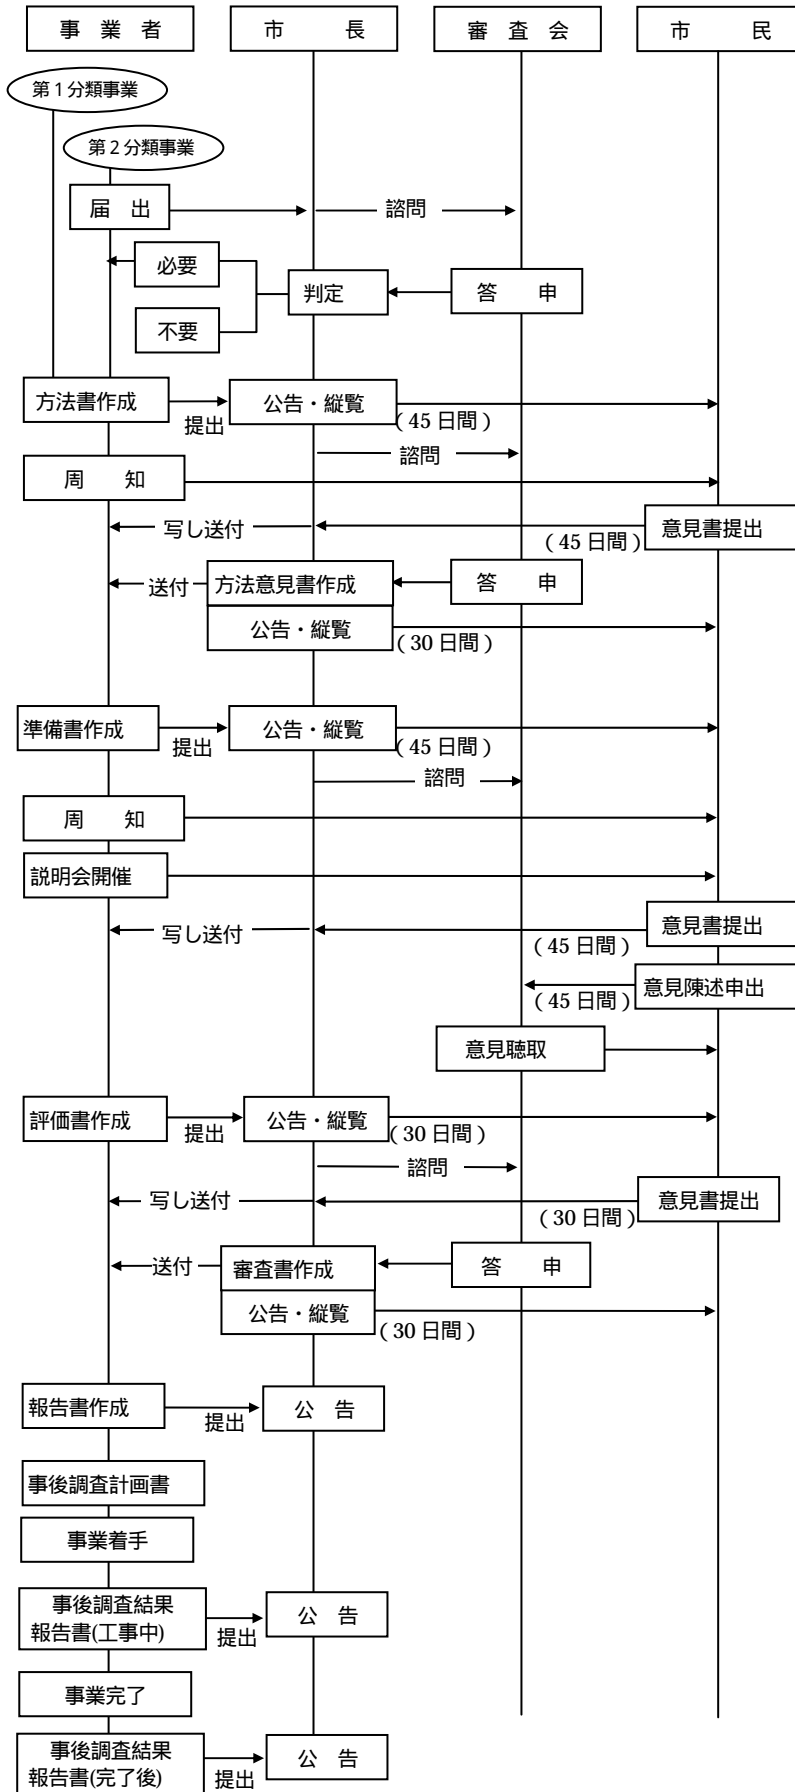 事 業 者
市 長
審 査 会
市 民
第1分類事業
第2分類事業
届 出
諮問
必要
判定
答 申
不要
方法書作成
提出
公告・縦覧
(45日間)
諮問
周 知
写し送付
意見書提出
(45日間)
送付
方法意見書作成
答 申
公告・縦覧
(30日間)
準備書作成
提出
公告・縦覧
(45日間)
諮問
周 知
説明会開催
写し送付
意見書提出
(45日間)
意見陳述申出
(45日間)
意見聴取
評価書作成
提出
公告・縦覧
(30日間)
諮問
写し送付
意見書提出
(30日間)
送付
審査書作成
答 申
公告・縦覧
(30日間)
報告書作成
提出
公 告
事後調査計画書
事業着手
事後調査結果
報告書(工事中)
提出
公 告
事業完了
事後調査結果
報告書(完了後)
提出
公 告